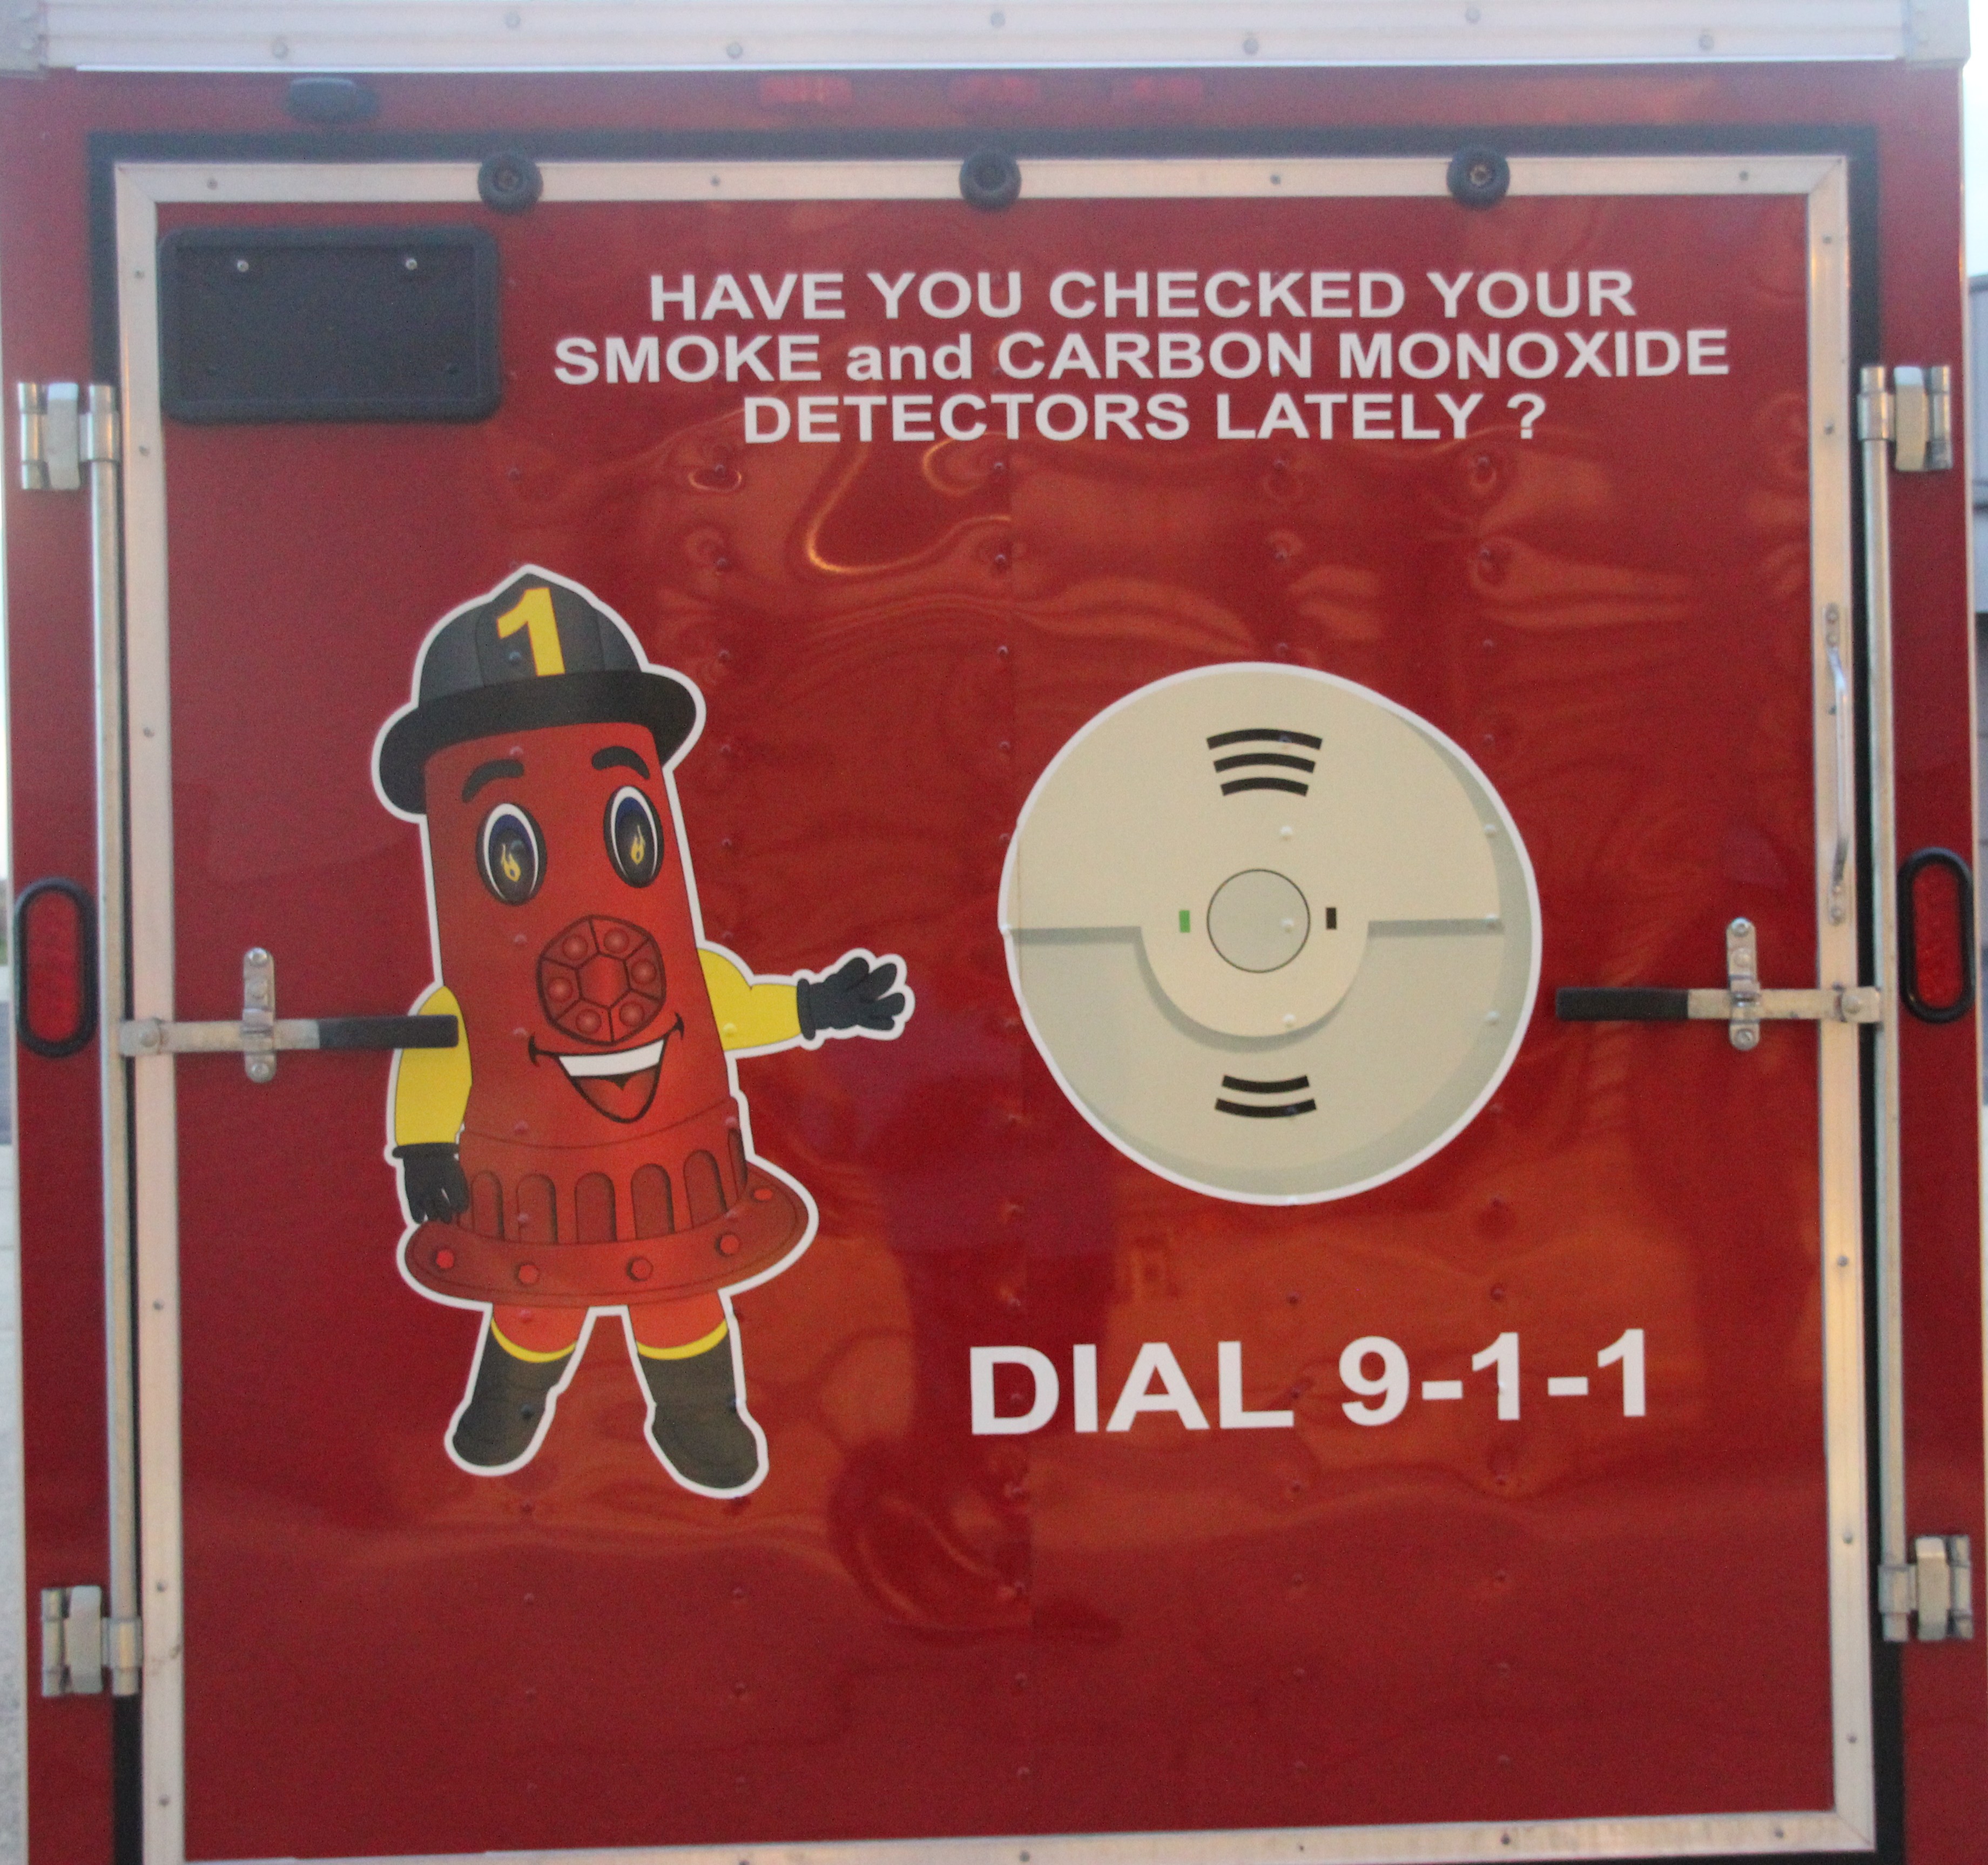 HAVE YOU CHECKED YOUR
SMOKE and CARBON MONOXIDE
DETECTORS LATELY ?
1
DIAL 9-1-1